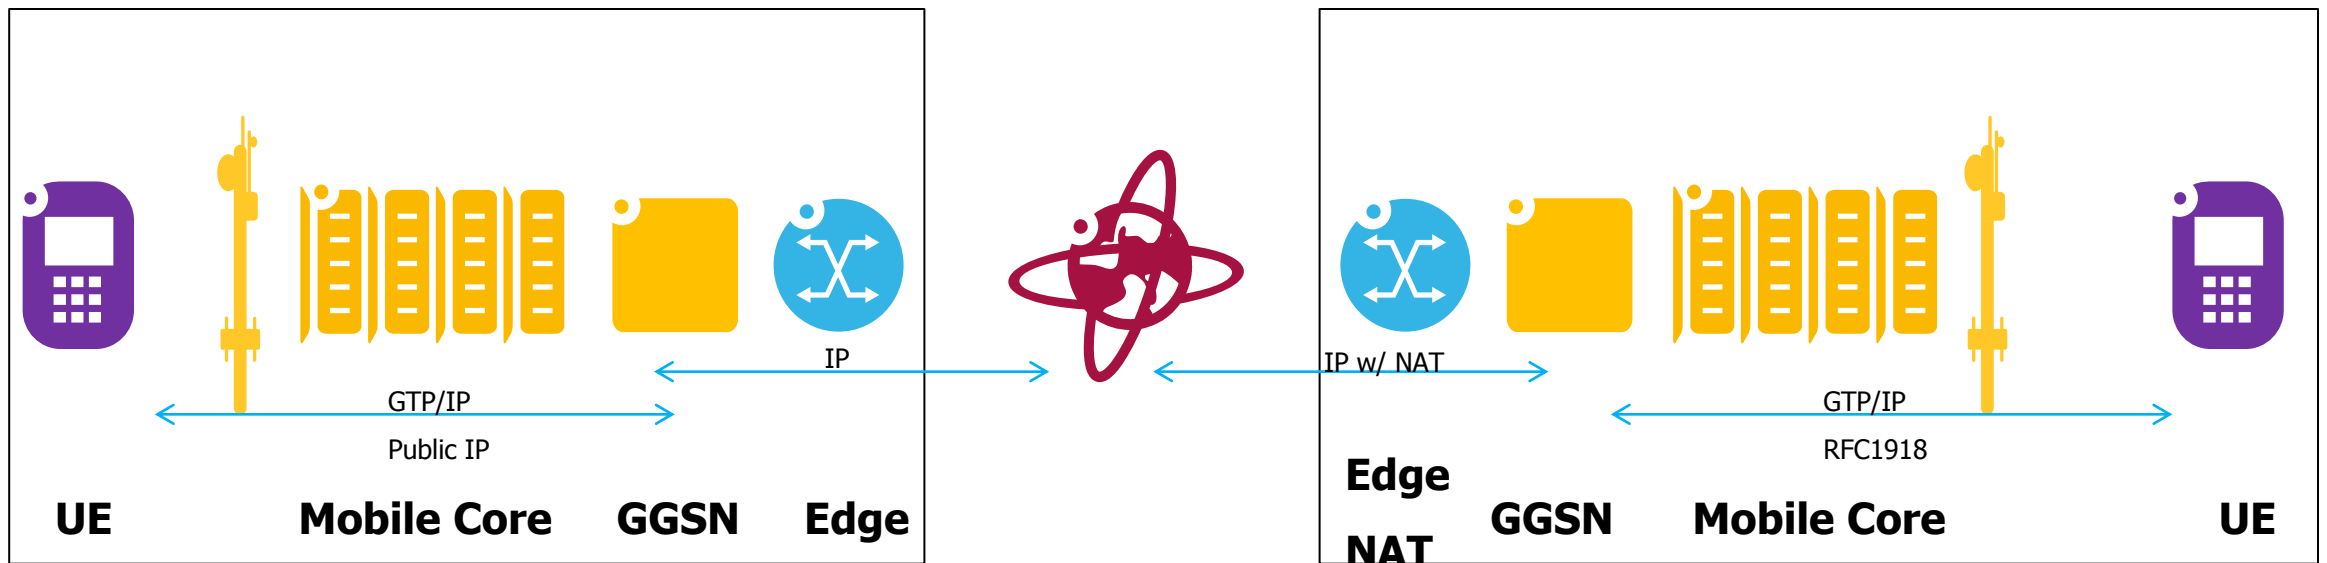 IP
GTP/IP
Public IP
UE
Mobile Core
GGSN
Edge
IP w/ NAT
GTP/IP
RFC1918
Edge
NAT
GGSN
Mobile Core
UE